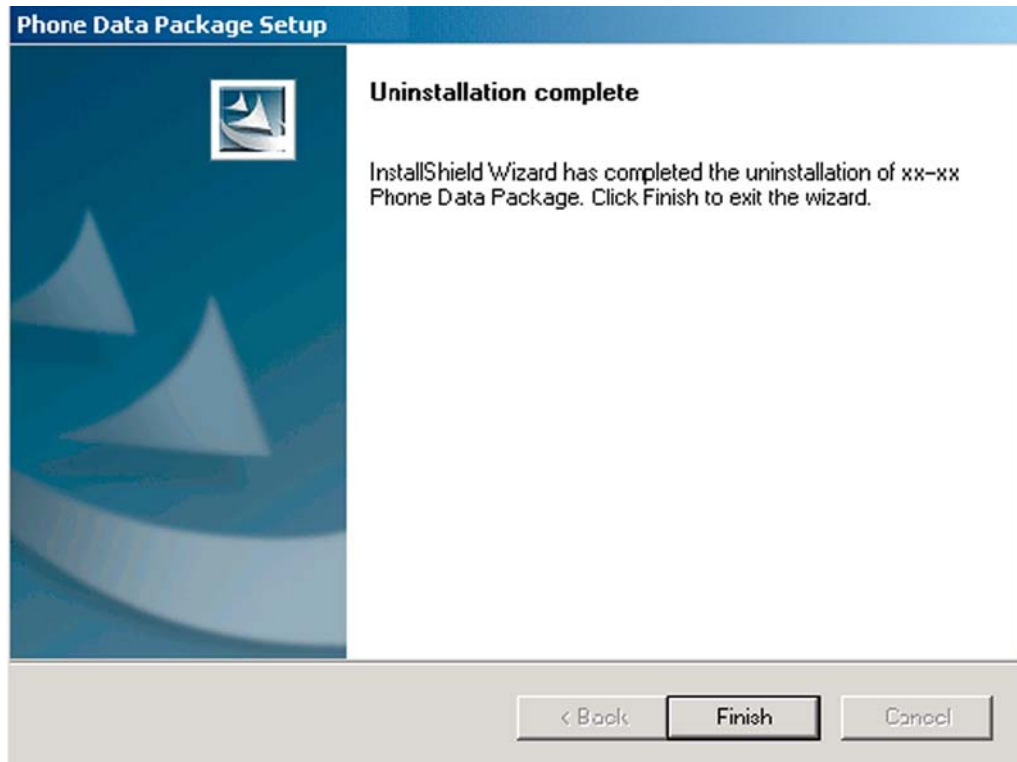 Phone Data Package Setup
Uninstallation complete
InstallShield Wizard has completed the uninstallation of xx-xx
Phone Data Package. Click Finish to exit the wizard.
< Back Finish Cancel